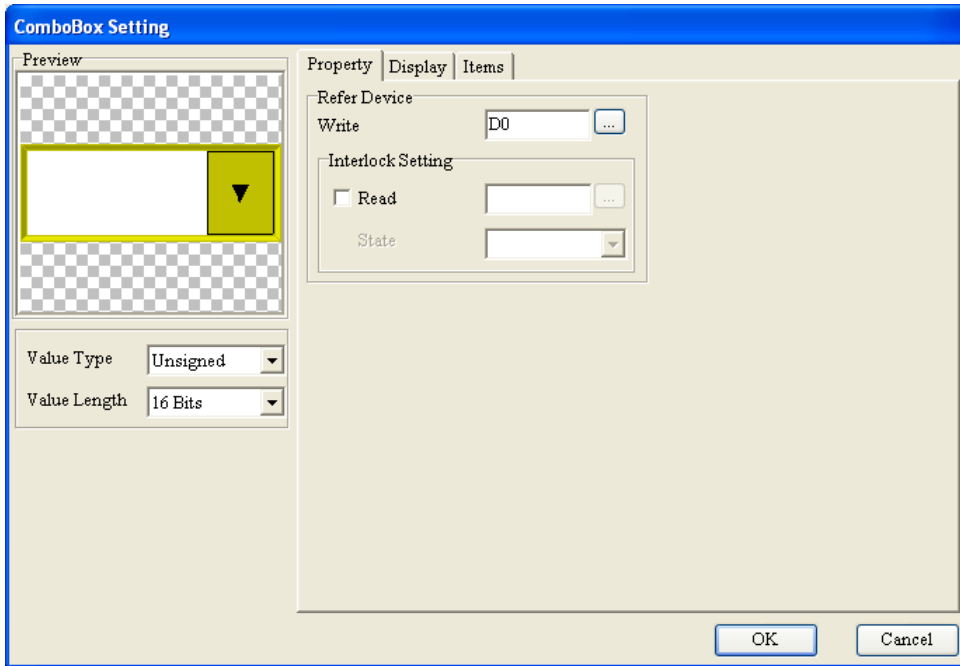 ComboBox Setting
Preview
Value Type Unsigned
Value Length 16 Bits
Property Display Items
Refer Device
Write D0 ...
Interlock Setting
Read ...
State
OK Cancel